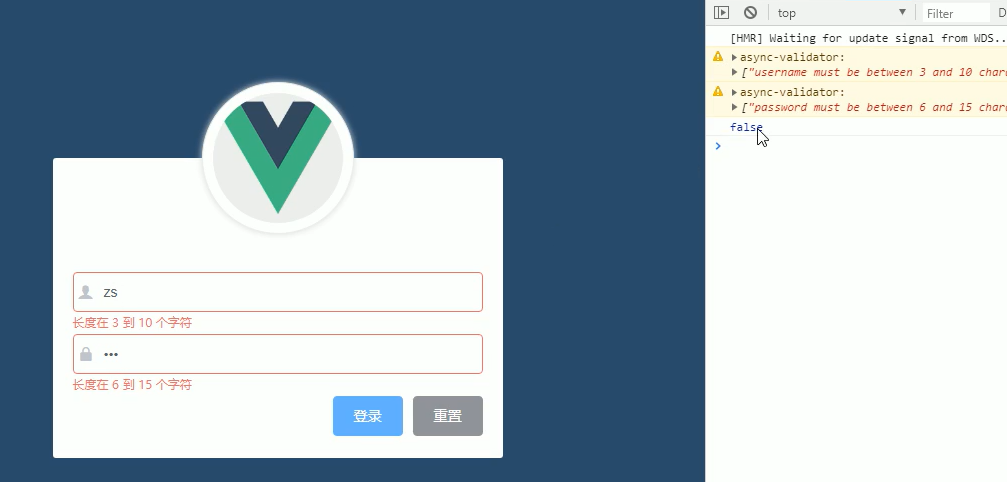 top
Filter
D
[HMR] Waiting for update signal from WDS..
async-validator:
["username must be between 3 and 10 char
async-validator:
["password must be between 6 and 15 char
false
zs
长度在 3 到 10 个字符
•••
长度在 6 到 15 个字符
登录 重置